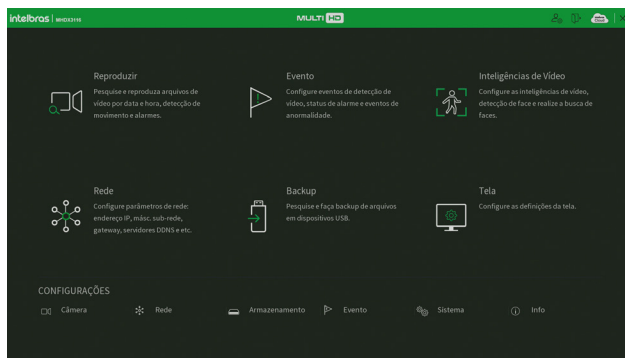 intelbras | MHDX3116
MULTI HD
Reproduzir
Pesquise e reproduza arquivos de
vídeo por data e hora, detecção de
movimento e alarmes.
Evento
Configure eventos de detecção de
vídeo, status de alarme e eventos de
anormalidade.
Inteligências de Vídeo
Configure as inteligências de vídeo,
detecção de face e realize a busca de
faces.
Rede
Configure parâmetros de rede:
endereço IP, másc. sub-rede,
gateway, servidores DDNS e etc.
Backup
Pesquise e faça backup de arquivos
em dispositivos USB.
Tela
Configure as definições da tela.
CONFIGURAÇÕES
Câmera Rede Armazenamento Evento Sistema Info